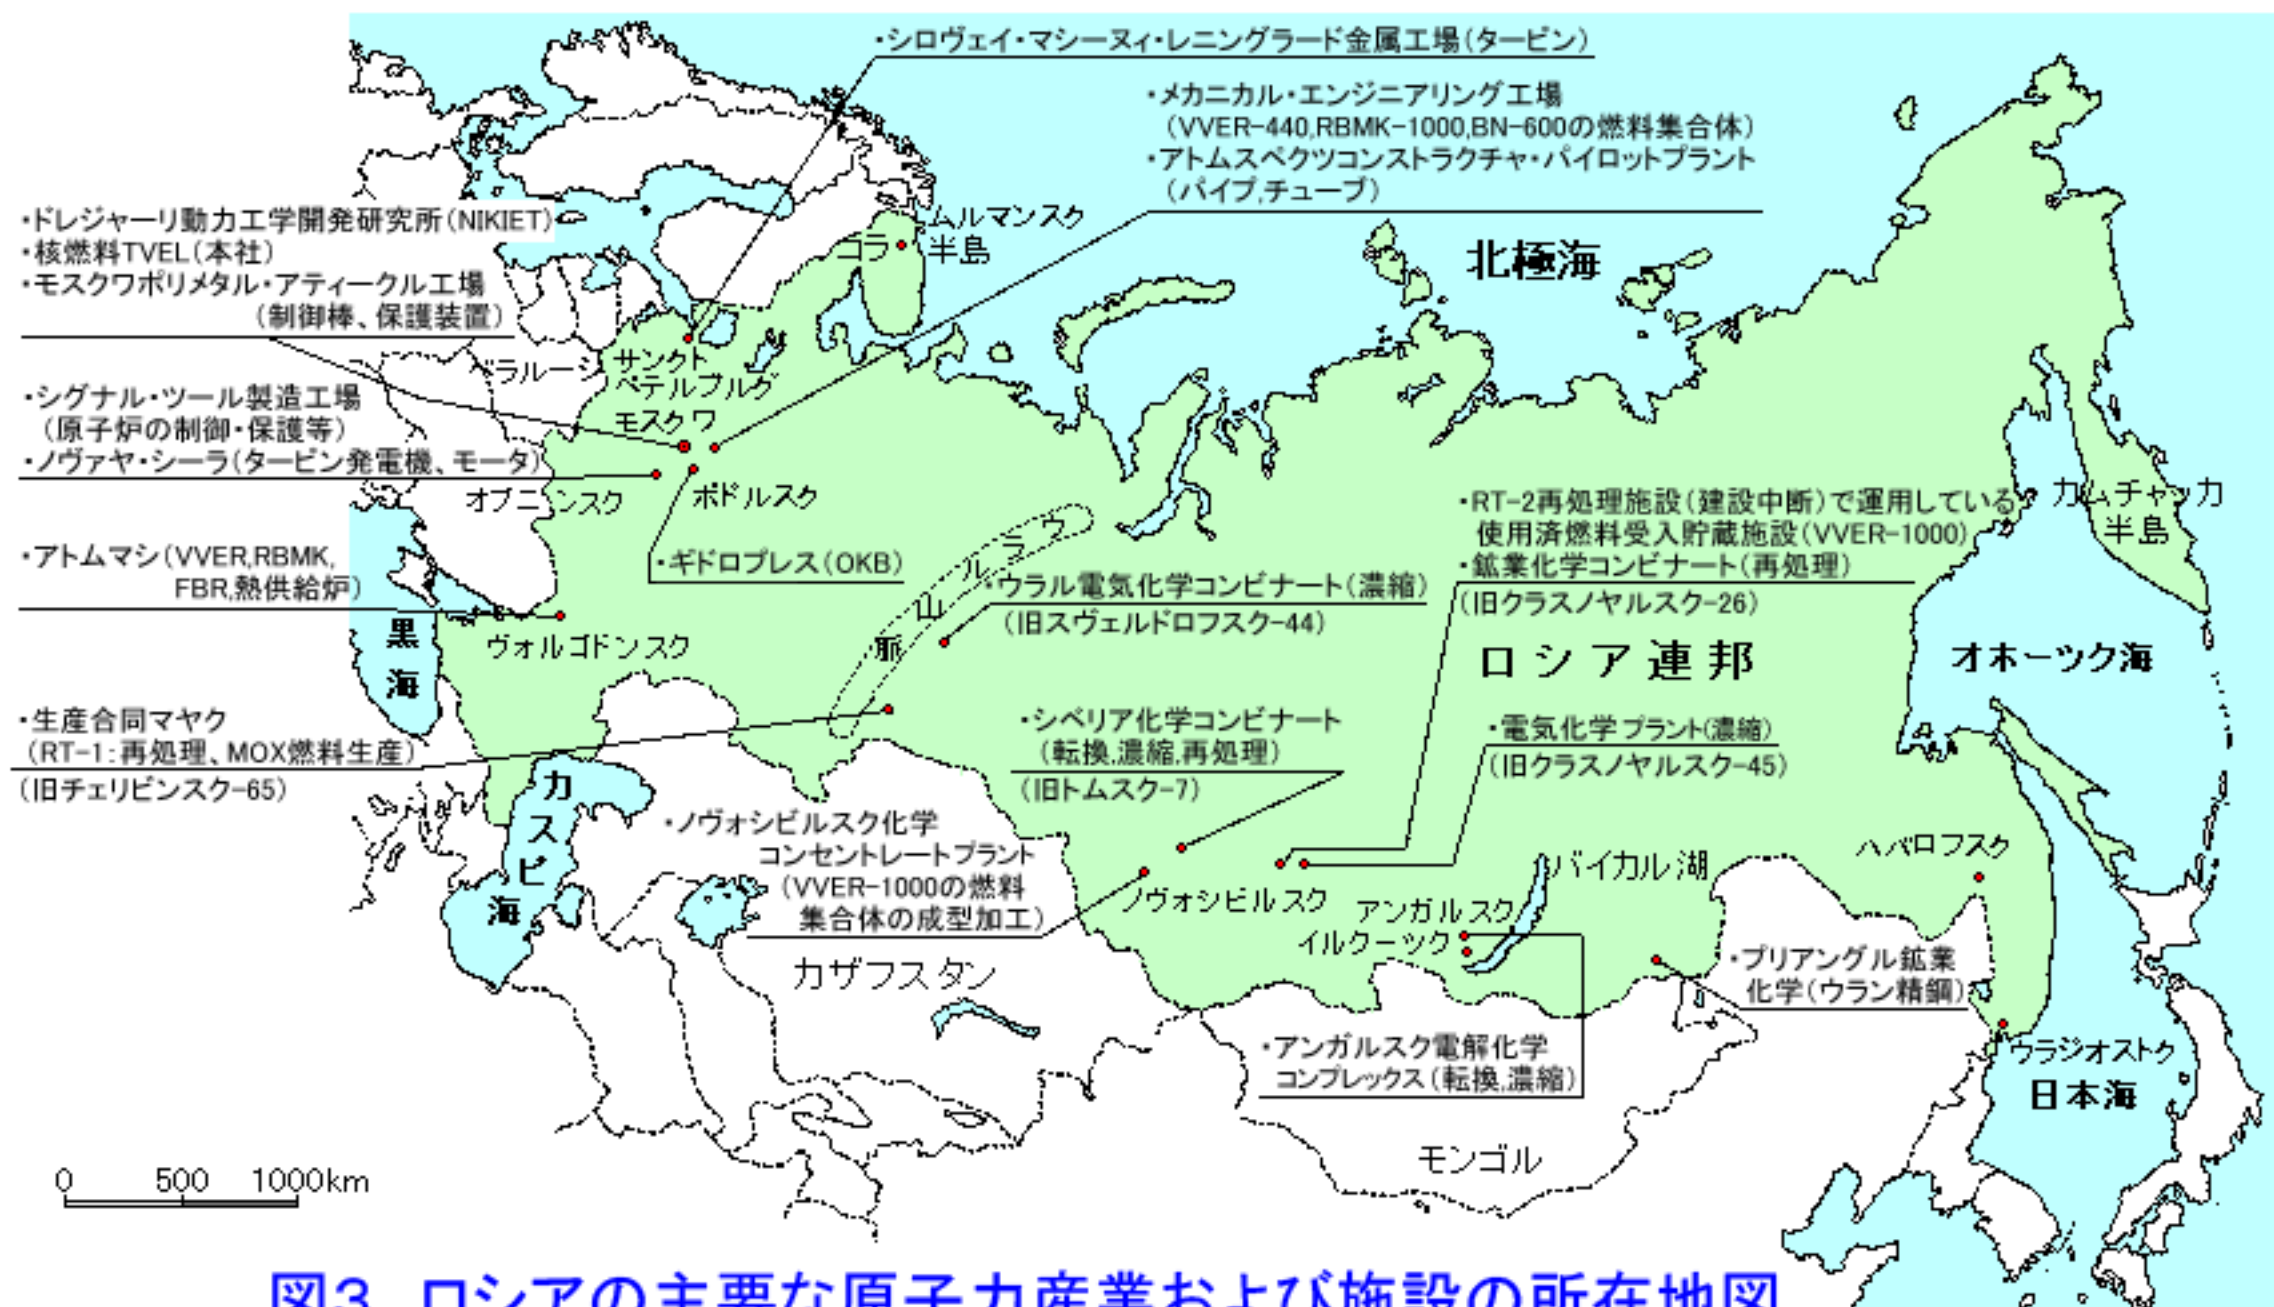 ・シロヴェイ・マシーヌィ・レニングラード金属工場(タービン)
・メカニカル・エンジニアリング工場
(VVER-440,RBMK-1000,BN-600の燃料集合体)
・アトムスペクツコンストラクチャ・パイロットプラント
(パイプ,チューブ)
・ドレジャーリ動力工学開発研究所(NIKIET)
・核燃料TVEL(本社)
・モスクワポリメタル・アティークル工場
(制御棒、保護装置)
ムルマンスク
コラ 半島
北極海
ベラルーシ
サンクト
ペテルブルグ
・シグナル・ツール製造工場
(原子炉の制御・保護等)
・ノヴァヤ・シーラ(タービン発電機、モータ)
モスクワ
オブニンスク
ポドルスク
・ギドロプレス(OKB)
・RT-2再処理施設(建設中断)で運用している
使用済燃料受入貯蔵施設(VVER-1000)
・鉱業化学コンビナート(再処理)
(旧クラスノヤルスク-26)
カムチャッカ
半島
・アトムマシ(VVER,RBMK,
FBR,熱供給炉)
ウラル山脈
・ウラル電気化学コンビナート(濃縮)
(旧スヴェルドロフスク-44)
黒海
ヴォルゴドンスク
ロシア連邦
オホーツク海
・生産合同マヤク
(RT-1:再処理、MOX燃料生産)
(旧チェリビンスク-65)
・シベリア化学コンビナート
(転換,濃縮,再処理)
(旧トムスク-7)
・電気化学プラント(濃縮)
(旧クラスノヤルスク-45)
カスピ海
・ノヴォシビルスク化学
コンセントレートプラント
(VVER-1000の燃料
集合体の成型加工)
ノヴォシビルスク
バイカル湖
ハバロフスク
アンガルスク
イルクーツク
カザフスタン
・プリアングル鉱業
化学(ウラン精鋼)
・アンガルスク電解化学
コンプレックス(転換,濃縮)
ウラジオストク
日本海
モンゴル
0 500 1000km
図3 ロシアの主要な原子力産業および施設の所在地図